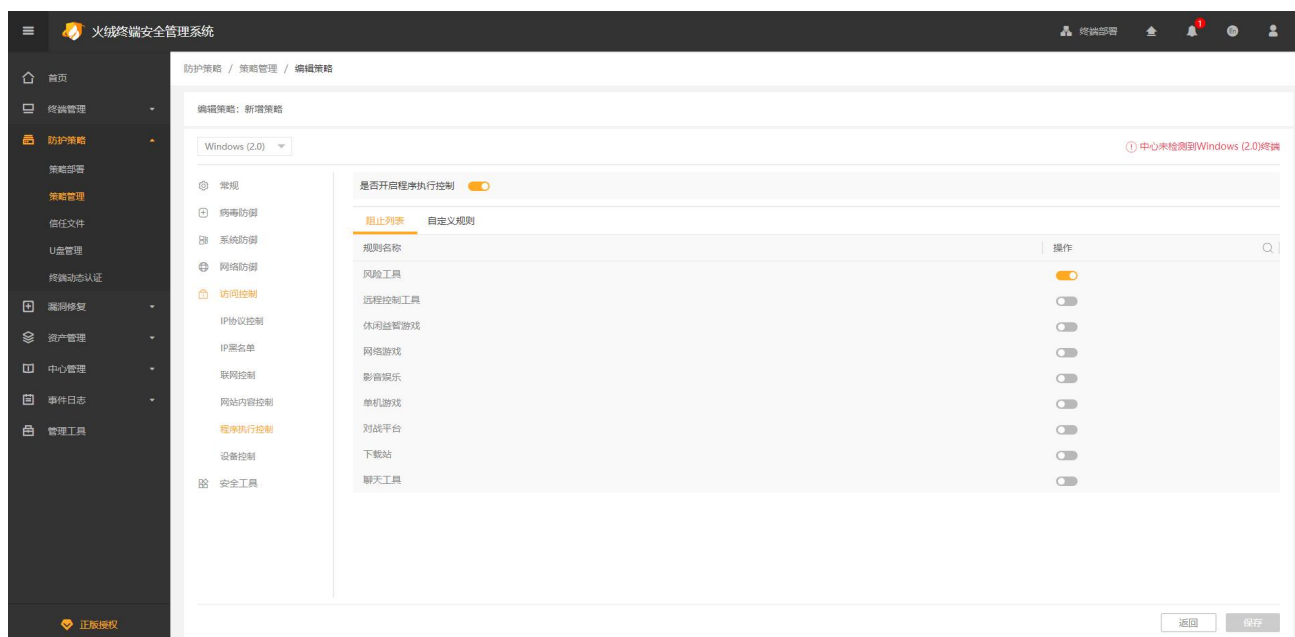 火绒终端安全管理系统
终端部署
1
防护策略 / 策略管理 / 编辑策略
首页
终端管理
防护策略
策略部署
策略管理
信任文件
U盘管理
终端动态认证
漏洞修复
资产管理
中心管理
事件日志
管理工具
正版授权
编辑策略：新增策略
Windows (2.0)
中心未检测到Windows (2.0)终端
常规
病毒防御
系统防御
网络防御
访问控制
IP协议控制
IP黑名单
联网控制
网站内容控制
程序执行控制
设备控制
安全工具
是否开启程序执行控制
阻止列表 自定义规则
规则名称 操作
风险工具
远程控制工具
休闲益智游戏
网络游戏
影音娱乐
单机游戏
对战平台
下载站
聊天工具
返回 保存